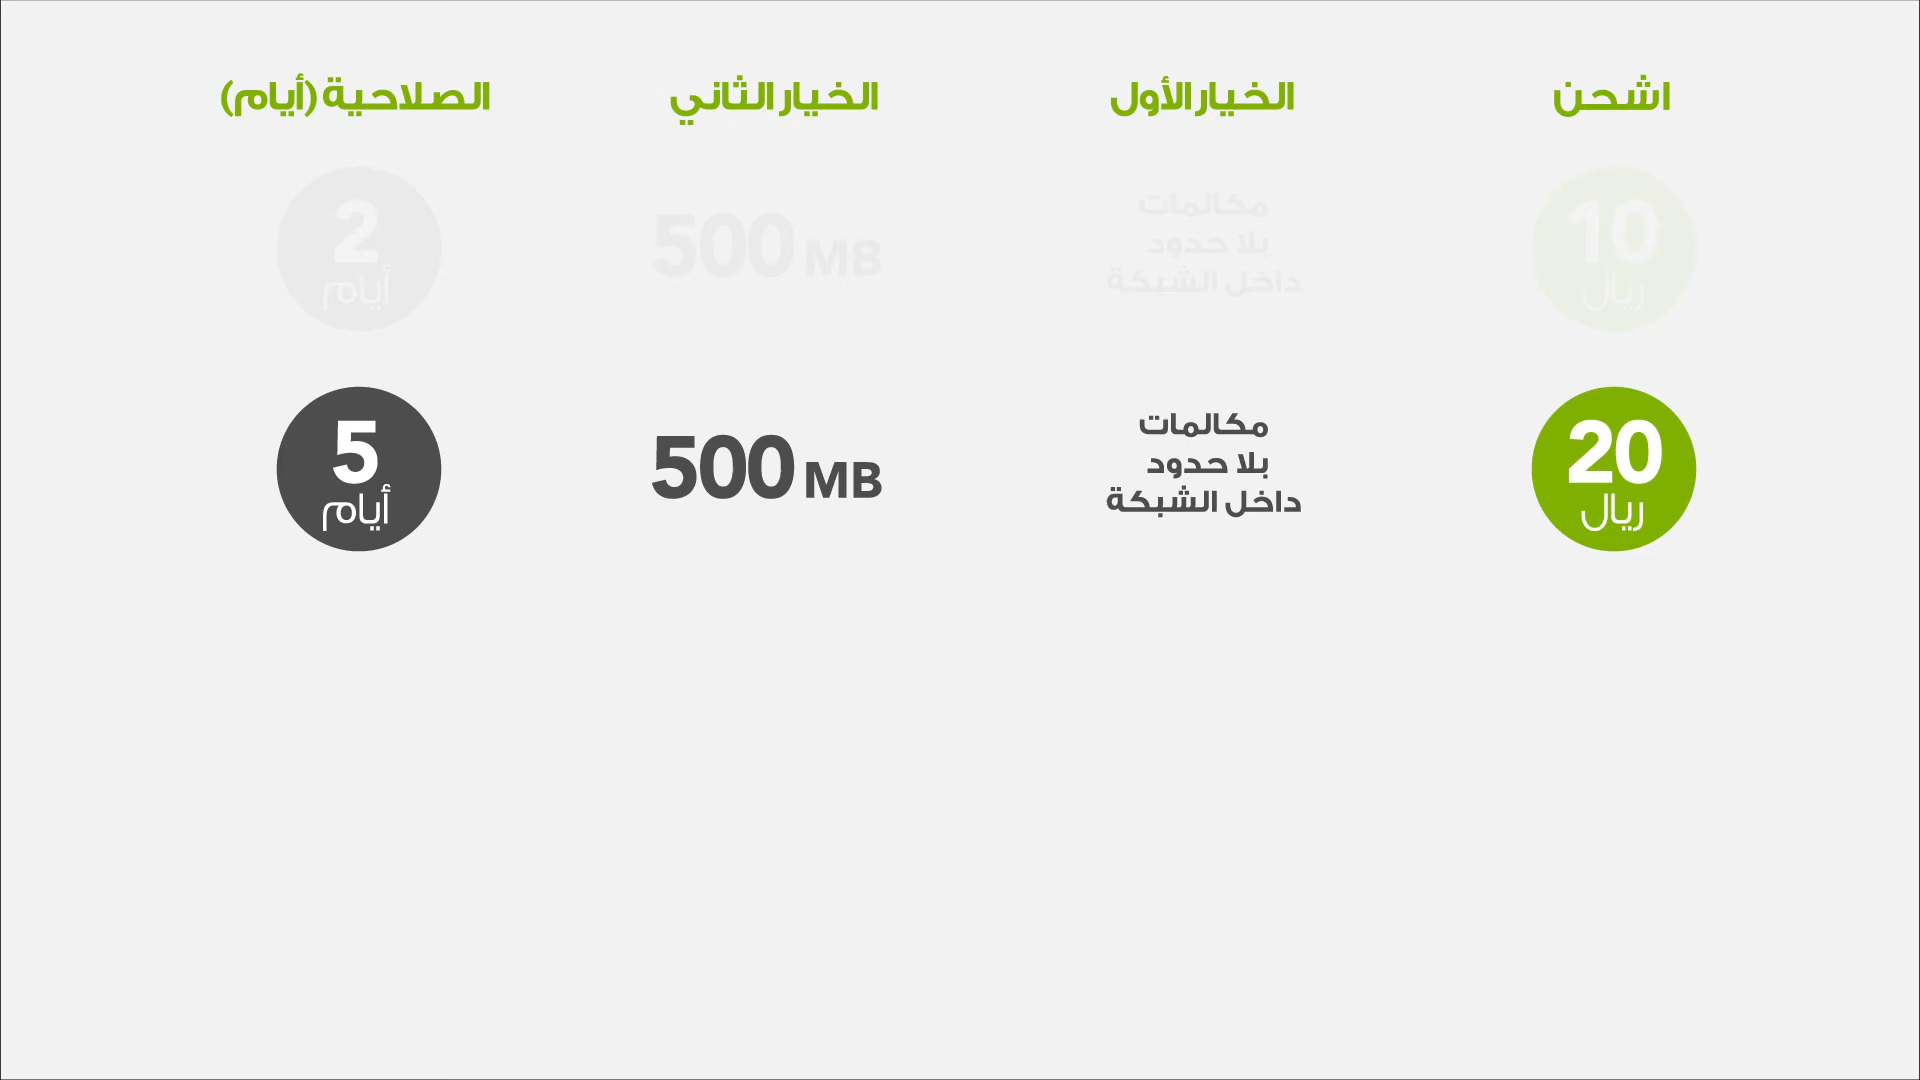 اشحن
الخيار الأول
الخيار الثاني
الصلاحية (أيام)
10
ريال
مكالمات
بلا حدود
داخل الشبكة
500 MB
2
أيام
20
ريال
مكالمات
بلا حدود
داخل الشبكة
500 MB
5
أيام